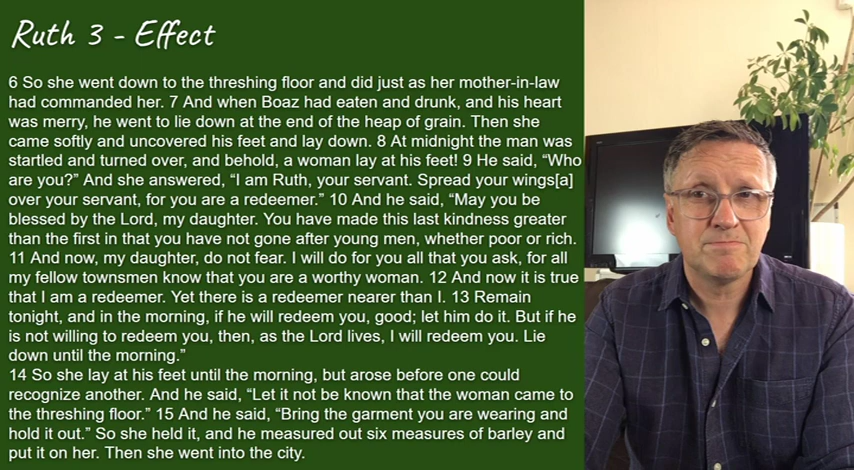 Ruth 3 - Effect
6 So she went down to the threshing floor and did just as her mother-in-law
had commanded her. 7 And when Boaz had eaten and drunk, and his heart
was merry, he went to lie down at the end of the heap of grain. Then she
came softly and uncovered his feet and lay down. 8 At midnight the man was
startled and turned over, and behold, a woman lay at his feet! 9 He said, “Who
are you?” And she answered, “I am Ruth, your servant. Spread your wings[a]
over your servant, for you are a redeemer.” 10 And he said, “May you be
blessed by the Lord, my daughter. You have made this last kindness greater
than the first in that you have not gone after young men, whether poor or rich.
11 And now, my daughter, do not fear. I will do for you all that you ask, for all
my fellow townsmen know that you are a worthy woman. 12 And now it is true
that I am a redeemer. Yet there is a redeemer nearer than I. 13 Remain
tonight, and in the morning, if he will redeem you, good; let him do it. But if he
is not willing to redeem you, then, as the Lord lives, I will redeem you. Lie
down until the morning.”
14 So she lay at his feet until the morning, but arose before one could
recognize another. And he said, “Let it not be known that the woman came to
the threshing floor.” 15 And he said, “Bring the garment you are wearing and
hold it out.” So she held it, and he measured out six measures of barley and
put it on her. Then she went into the city.